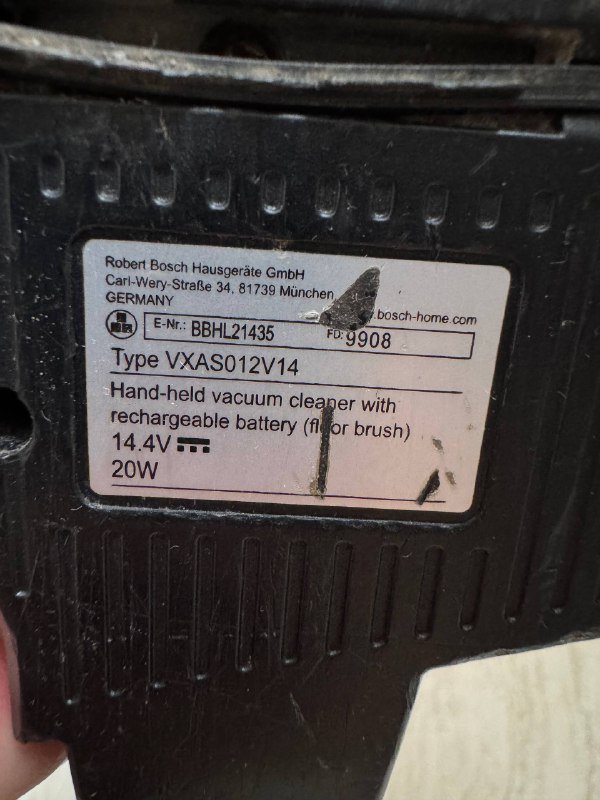 Robert Bosch Hausgeräte GmbH
Carl-Wery-Straße 34, 81739 München
GERMANY
.bosch-home.com
E-Nr.: BBHL21435 FD: 9908
Type VXAS012V14
Hand-held vacuum cleaner with
rechargeable battery (floor brush)
14.4V
20W